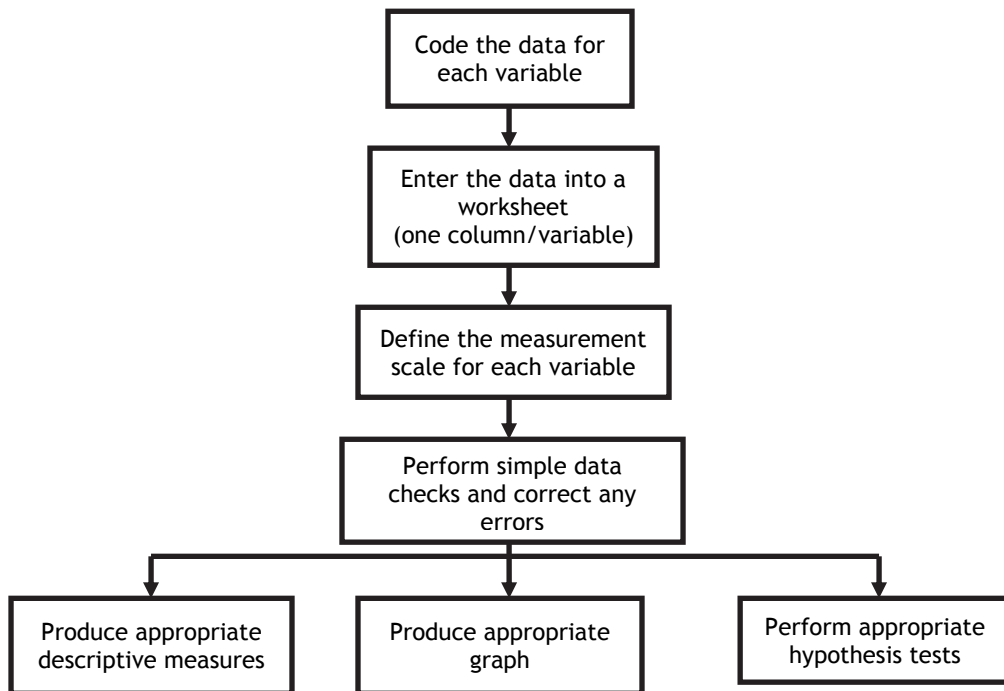 Code the data for
each variable
Enter the data into a
worksheet
(one column/variable)
Define the measurement
scale for each variable
Perform simple data
checks and correct any
errors
Produce appropriate
descriptive measures
Produce appropriate
graph
Perform appropriate
hypothesis tests